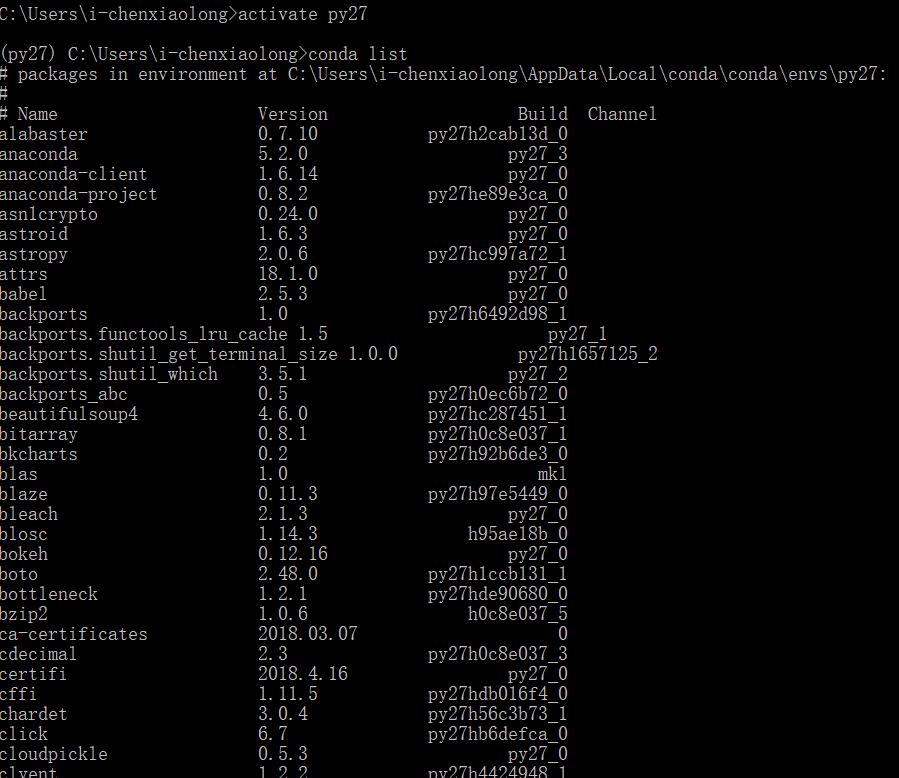 C:\Users\i-chenxiaolong>activate py27
(py27) C:\Users\i-chenxiaolong>conda list
# packages in environment at C:\Users\i-chenxiaolong\AppData\Local\conda\conda\envs\py27:
#
# Name Version Build Channel
alabaster 0.7.10 py27h2cab13d_0
anaconda 5.2.0 py27_3
anaconda-client 1.6.14 py27_0
anaconda-project 0.8.2 py27he89e3ca_0
asn1crypto 0.24.0 py27_0
astroid 1.6.3 py27_0
astropy 2.0.6 py27hc997a72_1
attrs 18.1.0 py27_0
babel 2.5.3 py27_0
backports 1.0 py27h6492d98_1
backports.functools_lru_cache 1.5 py27_1
backports.shutil_get_terminal_size 1.0.0 py27h1657125_2
backports.shutil_which 3.5.1 py27_2
backports_abc 0.5 py27h0ec6b72_0
beautifulsoup4 4.6.0 py27hc287451_1
bitarray 0.8.1 py27h0c8e037_1
bkcharts 0.2 py27h92b6de3_0
blas 1.0 mkl
blaze 0.11.3 py27h97e5449_0
bleach 2.1.3 py27_0
blosc 1.14.3 h95ae18b_0
bokeh 0.12.16 py27_0
boto 2.48.0 py27h1ccb131_1
bottleneck 1.2.1 py27hde90680_0
bzip2 1.0.6 h0c8e037_5
ca-certificates 2018.03.07 0
cdecimal 2.3 py27h0c8e037_3
certifi 2018.4.16 py27_0
cffi 1.11.5 py27hdb016f4_0
chardet 3.0.4 py27h56c3b73_1
click 6.7 py27hb6defca_0
cloudpickle 0.5.3 py27_0
clyent 1.2.2 py27h4424948_1